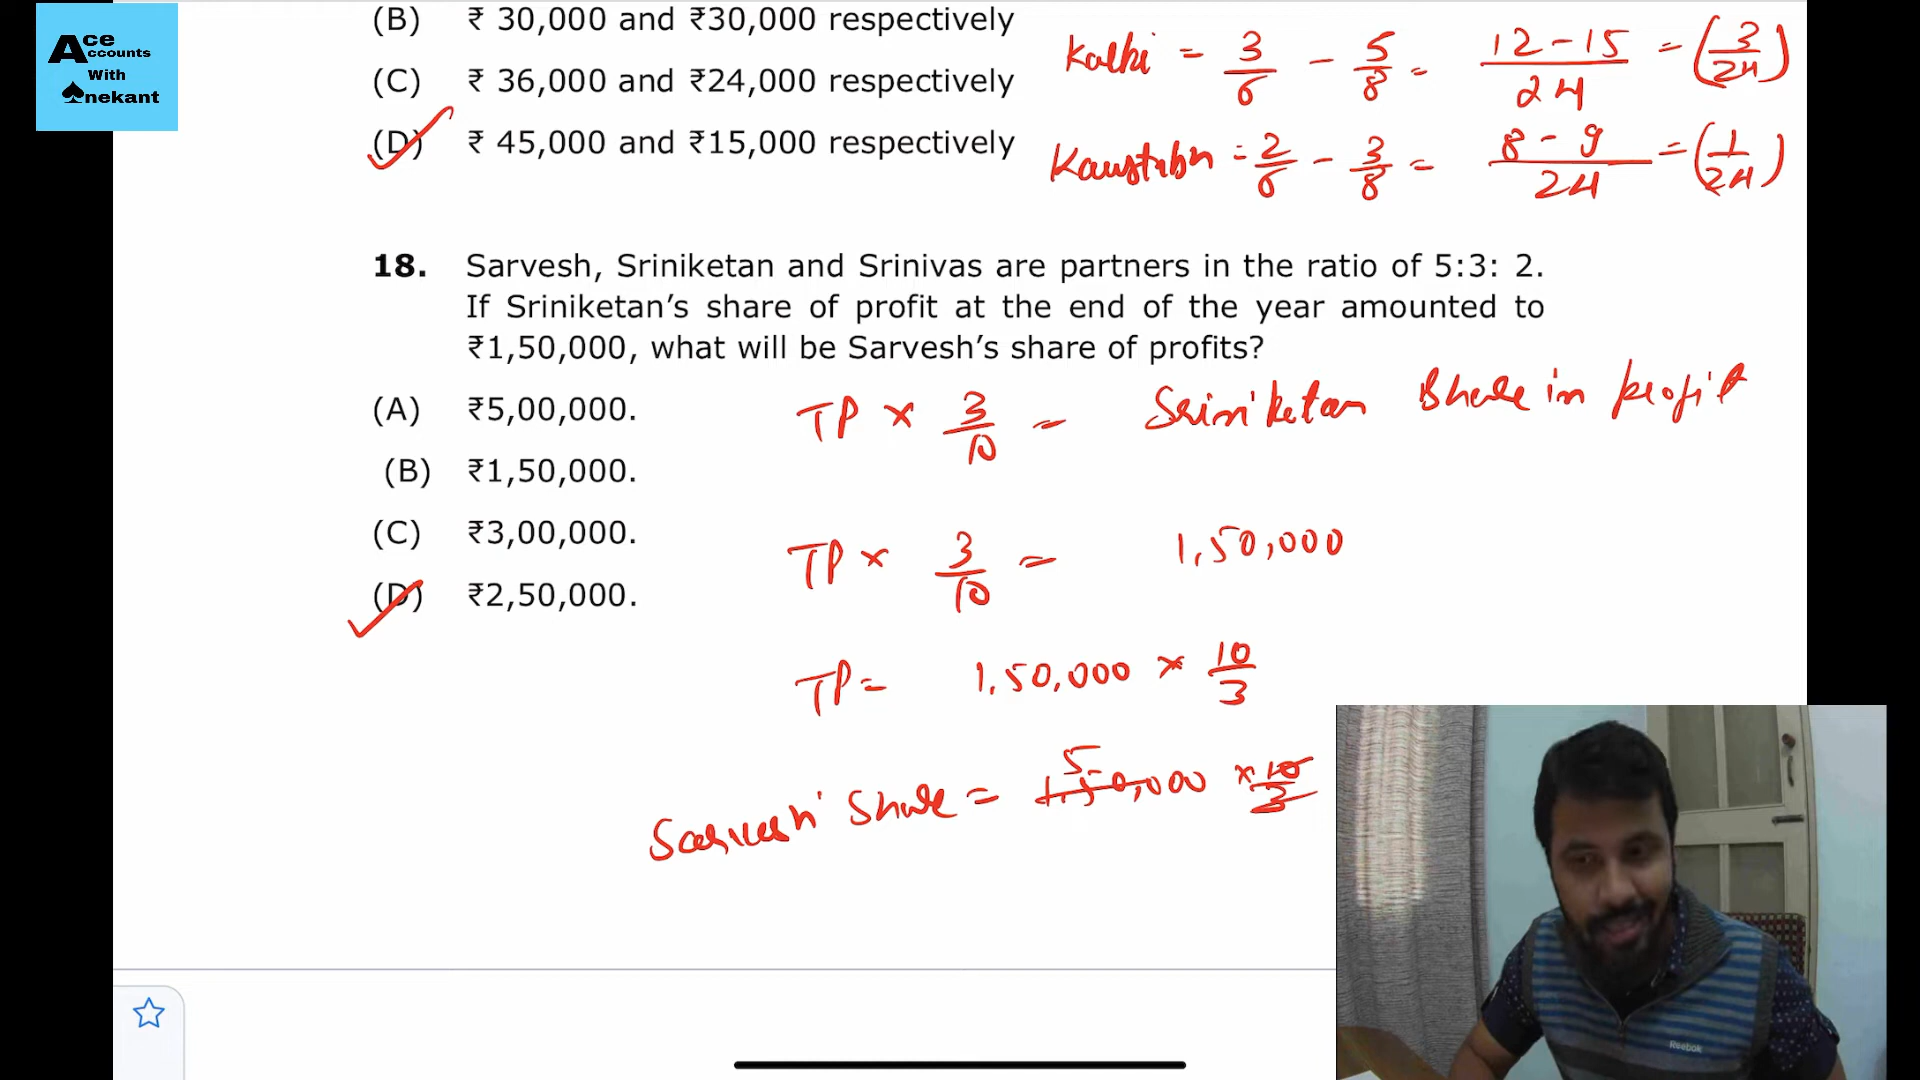 Ace
Accounts
With
Anekant
(B) ₹ 30,000 and ₹30,000 respectively
(C) ₹ 36,000 and ₹24,000 respectively
(D) ₹ 45,000 and ₹15,000 respectively
Kalki = 3/6 - 5/8 = 12-15/24 = (3/24)
Kaustubh = 2/6 - 3/8 = 8-9/24 = (1/24)
18. Sarvesh, Sriniketan and Srinivas are partners in the ratio of 5:3: 2.
If Sriniketan’s share of profit at the end of the year amounted to
₹1,50,000, what will be Sarvesh’s share of profits?
(A) ₹5,00,000.
(B) ₹1,50,000.
(C) ₹3,00,000.
(D) ₹2,50,000.
TP × 3/10 = Sriniketan Share in profit
TP × 3/10 = 1,50,000
TP = 1,50,000 × 10/3
5
Sarvesh' Share = 1,50,000 × 10/3
Reebok